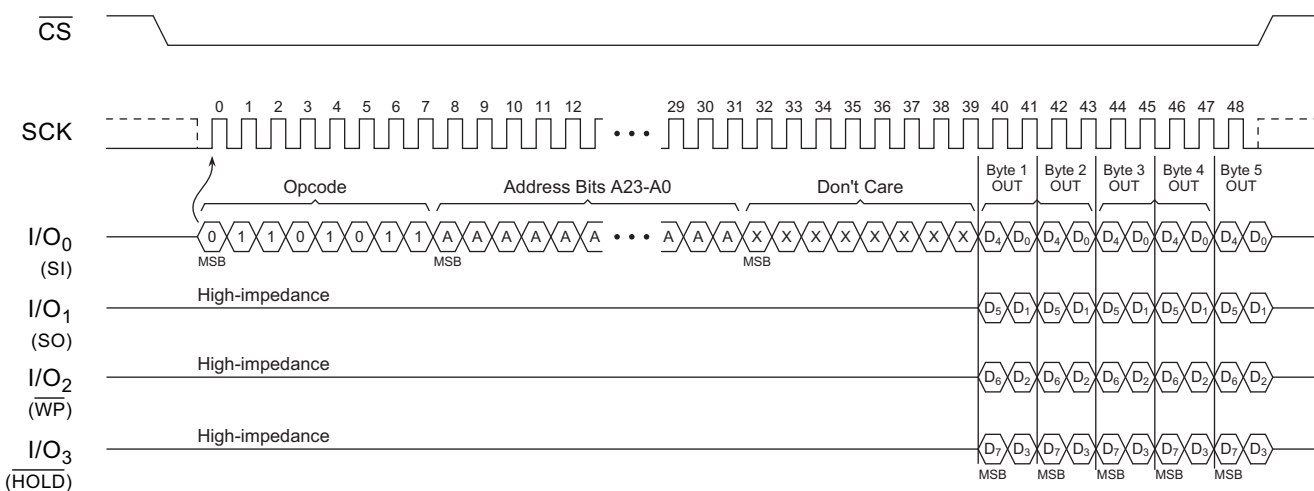 CS
0 1 2 3 4 5 6 7 8 9 10 11 12 29 30 31 32 33 34 35 36 37 38 39 40 41 42 43 44 45 46 47 48
SCK •••
Byte 1 OUT Byte 2 OUT Byte 3 OUT Byte 4 OUT Byte 5 OUT
Opcode Address Bits A23-A0 Don't Care
I/O0 0 1 1 0 1 0 1 1 A A A A A A ••• A A A X X X X X X X X D4 D0 D4 D0 D4 D0 D4 D0 D4 D0
(SI) MSB MSB MSB
High-impedance
I/O1 D5 D1 D5 D1 D5 D1 D5 D1 D5 D1
(SO)
High-impedance
I/O2 D6 D2 D6 D2 D6 D2 D6 D2 D6 D2
(WP)
High-impedance
I/O3 D7 D3 D7 D3 D7 D3 D7 D3 D7 D3
(HOLD) MSB MSB MSB MSB MSB